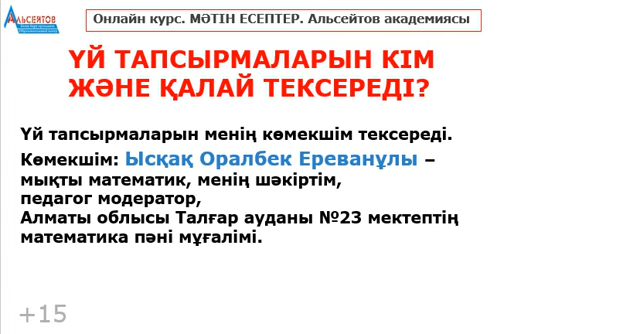 Альсейтов
Онлайн курс. МӘТІН ЕСЕПТЕР. Альсейтов академиясы
ҮЙ ТАПСЫРМАЛАРЫН КІМ
ЖӘНЕ ҚАЛАЙ ТЕКСЕРЕДІ?
Үй тапсырмаларын менің көмекшім тексереді.
Көмекшім: Ысқақ Оралбек Ереванұлы –
мықты математик, менің шәкіртім,
педагог модератор,
Алматы облысы Талғар ауданы №23 мектептің
математика пәні мұғалімі.
+15